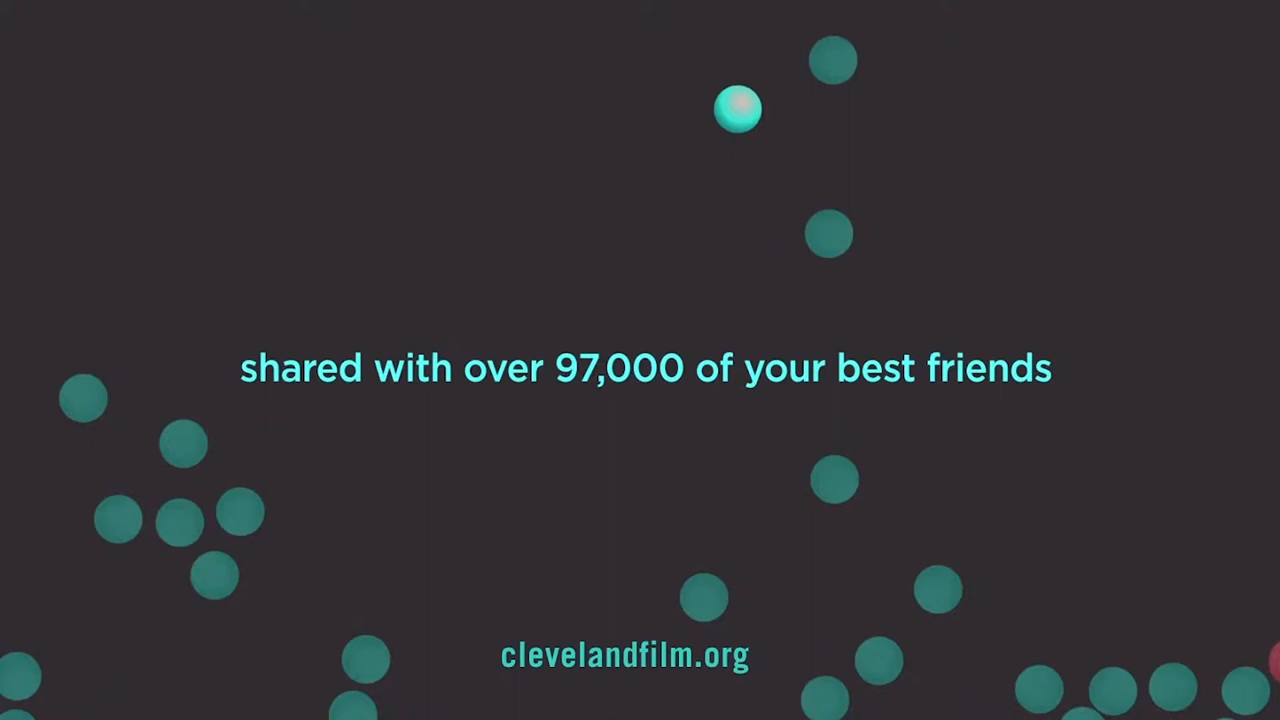 shared with over 97,000 of your best friends
clevelandfilm.org